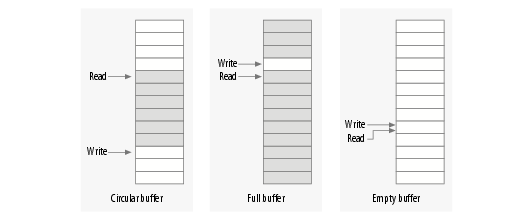 Read
Write
Circular buffer
Write
Read
Full buffer
Write
Read
Empty buffer